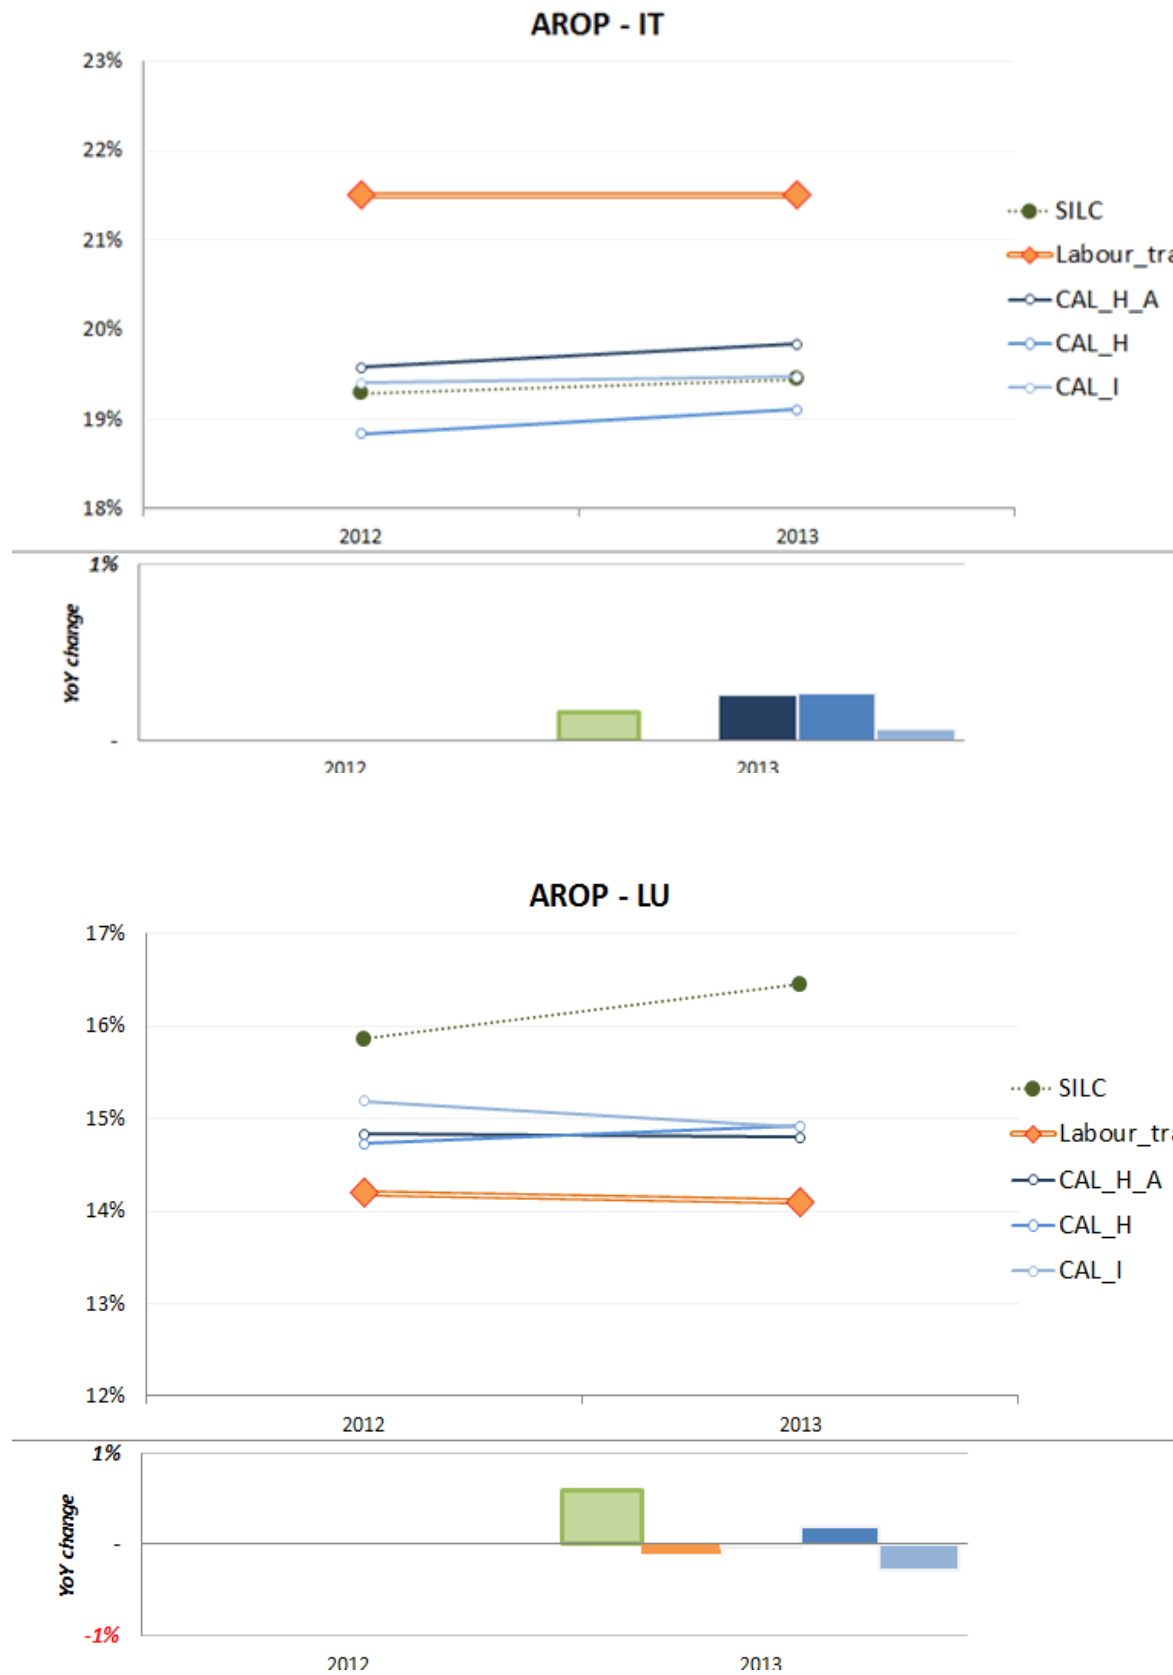 AROP - IT
23%
22%
21%
20%
19%
18%
2012 2013
SILC
Labour_tra
CAL_H_A
CAL_H
CAL_I
YoY change
1%
-
2012 2013
AROP - LU
17%
16%
15%
14%
13%
12%
2012 2013
SILC
Labour_tra
CAL_H_A
CAL_H
CAL_I
YoY change
1%
-
-1%
2012 2013